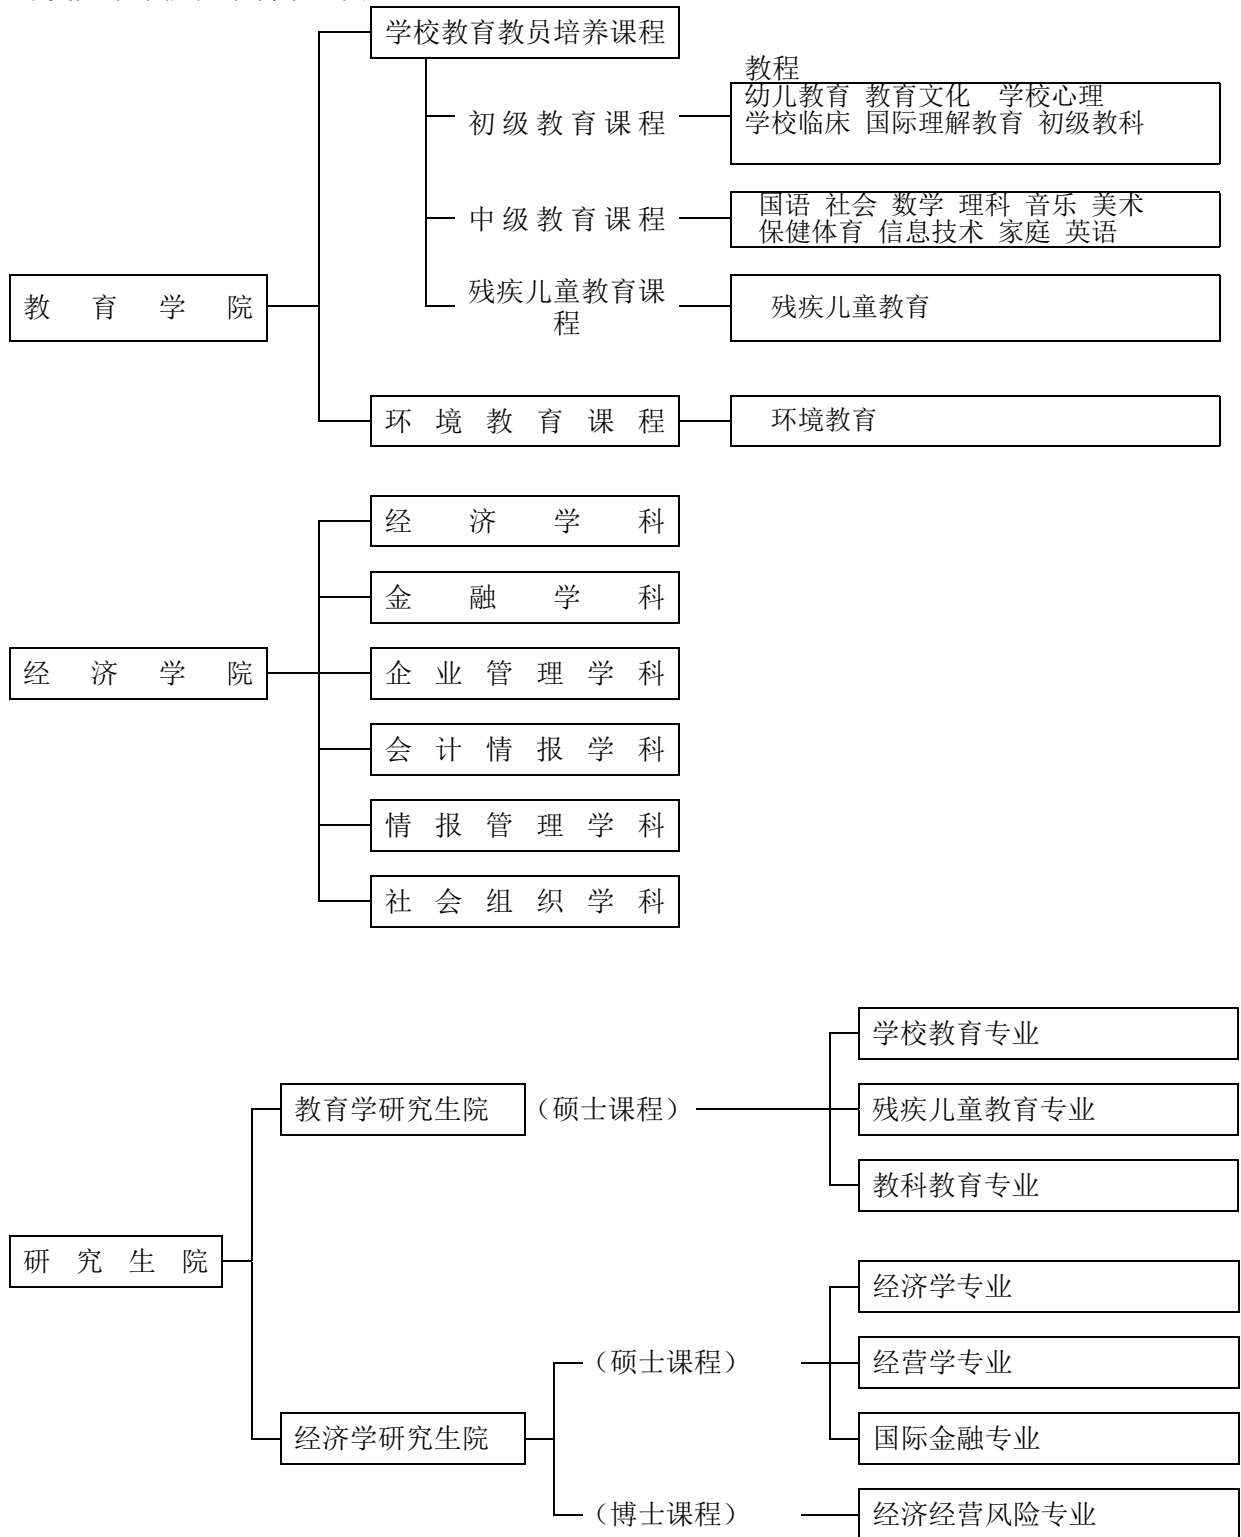 学校教育教员培养课程
教程
初级教育课程
幼儿教育 教育文化 学校心理
学校临床 国际理解教育 初级教科
中级教育课程
国语 社会 数学 理科 音乐 美术
保健体育 信息技术 家庭 英语
教育学院
残疾儿童教育课
程
残疾儿童教育
环境教育课程
环境教育
经济学科
金融学科
经济学院
企业管理学科
会计情报学科
情报管理学科
社会组织学科
学校教育专业
教育学研究生院 （硕士课程）
残疾儿童教育专业
教科教育专业
研究生院
经济学专业
（硕士课程）
经营学专业
经济学研究生院
国际金融专业
（博士课程）
经济经营风险专业